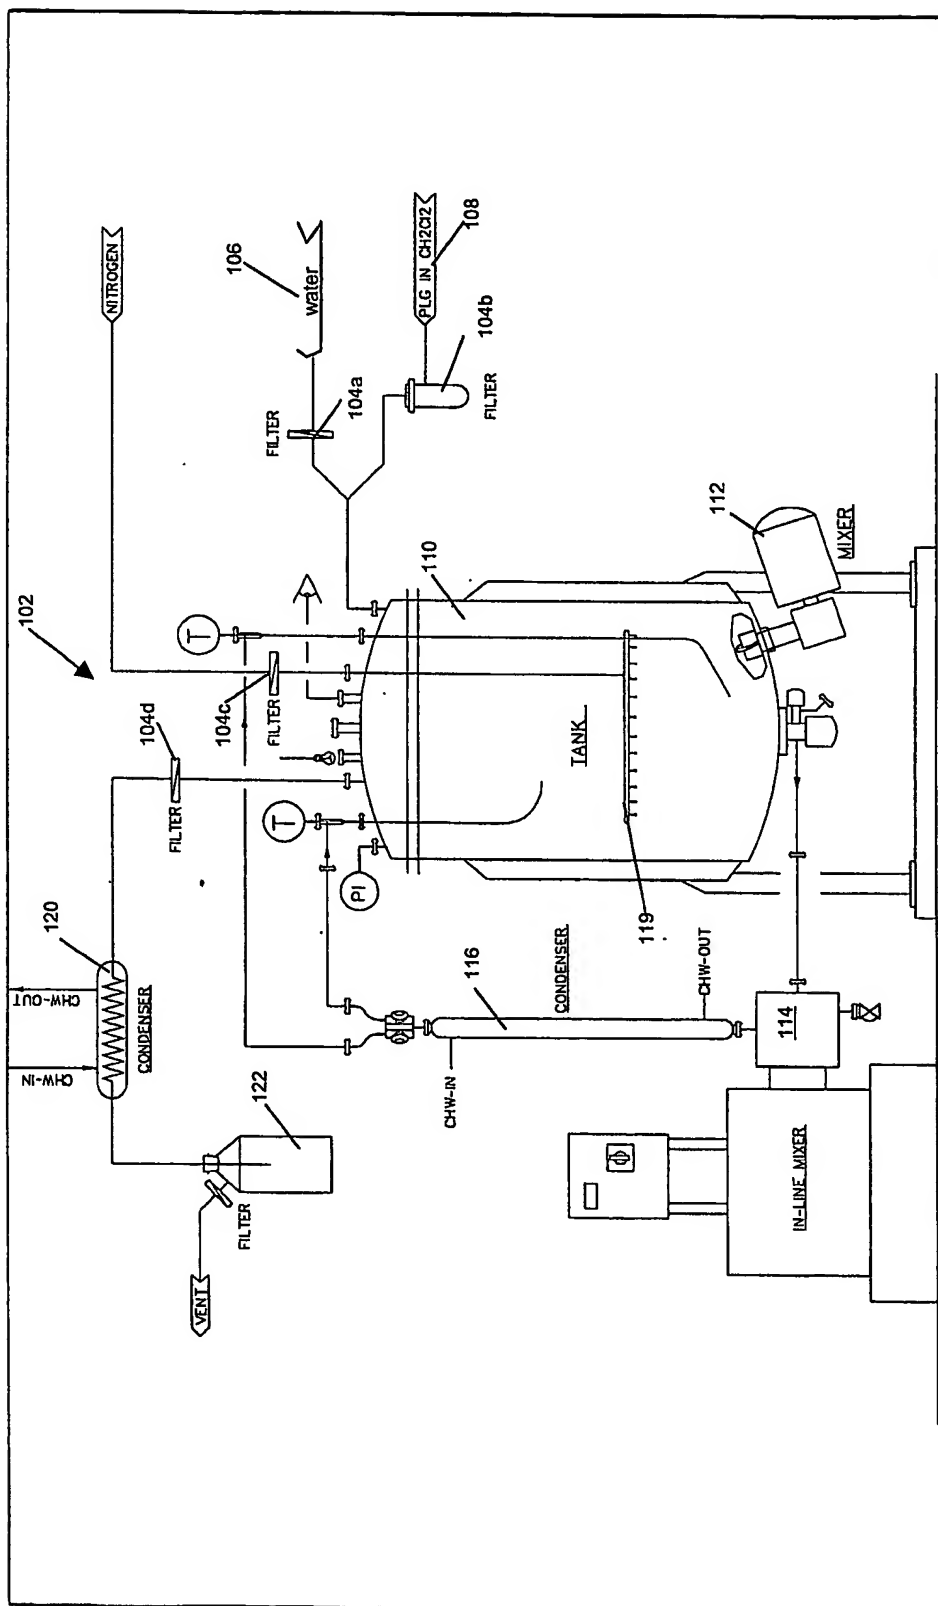 102
NITROGEN
106
water
FILTER
104a
PLG IN CH2Cl2
108
104b
FILTER
T
104c
FILTER
104d
FILTER
T
PI
110
TANK
119
112
MIXER
120
CHW-OUT
CHW-IN
CONDENSER
122
FILTER
VENT
116
CONDENSER
CHW-OUT
CHW-IN
114
IN-LINE MIXER